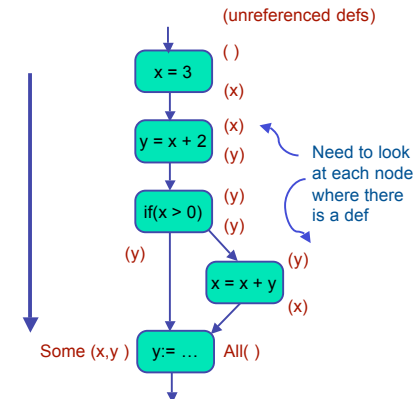 (unreferenced defs)
( )
x = 3
(x)
(x)
y = x + 2
(y)
Need to look
at each node
where there
is a def
(y)
if(x > 0)
(y)
(y)
(y)
x = x + y
(x)
Some (x,y )
y:= ...
All( )